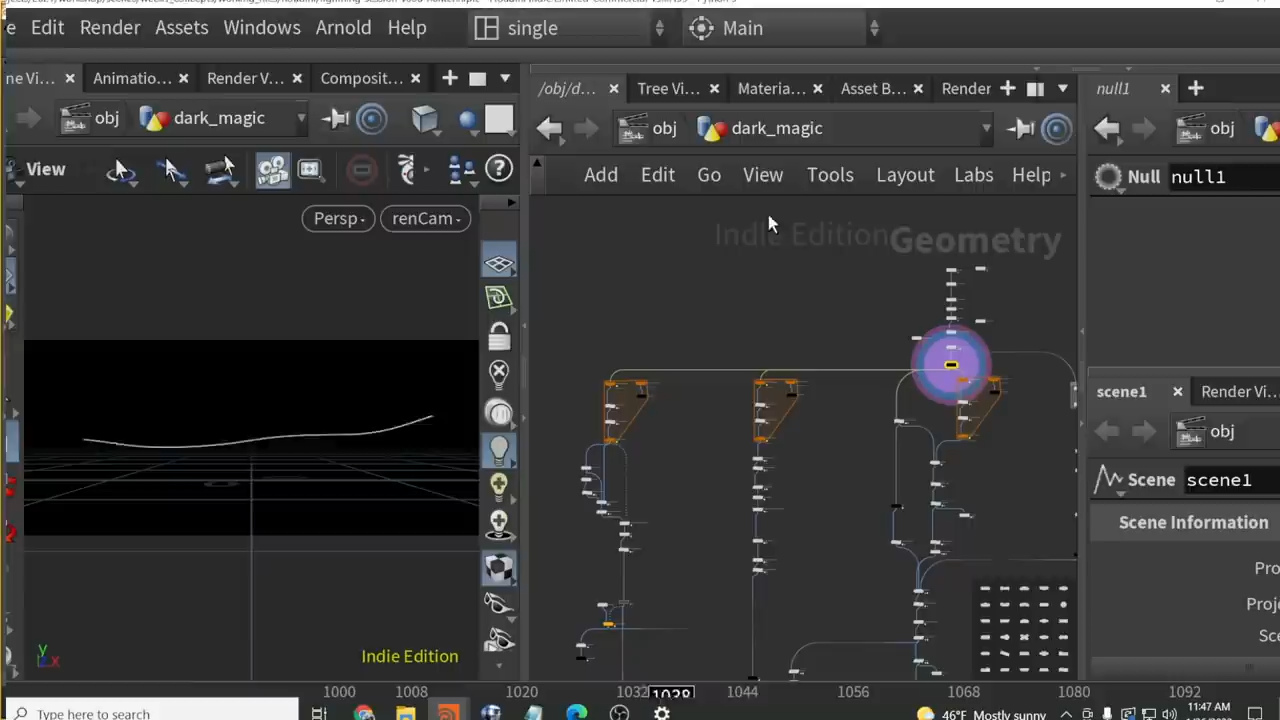 e Edit Render Assets Windows Arnold Help single Main
ne Vi... Animatio... Render V... Composit...
/obj/d... Tree Vi... Materia... Asset B... Render
null1
obj dark_magic
obj dark_magic
obj
View
Add Edit Go View Tools Layout Labs Help
Null null1
Persp renCam
Indie Edition Geometry
scene1 Render Vi...
obj
Scene scene1
Scene Information
Pro
Proje
Sce
y
z x
Indie Edition
1000 1008 1020 1032 1038 1044 1056 1068 1080 1092
Type here to search
46°F Mostly sunny
11:47 AM